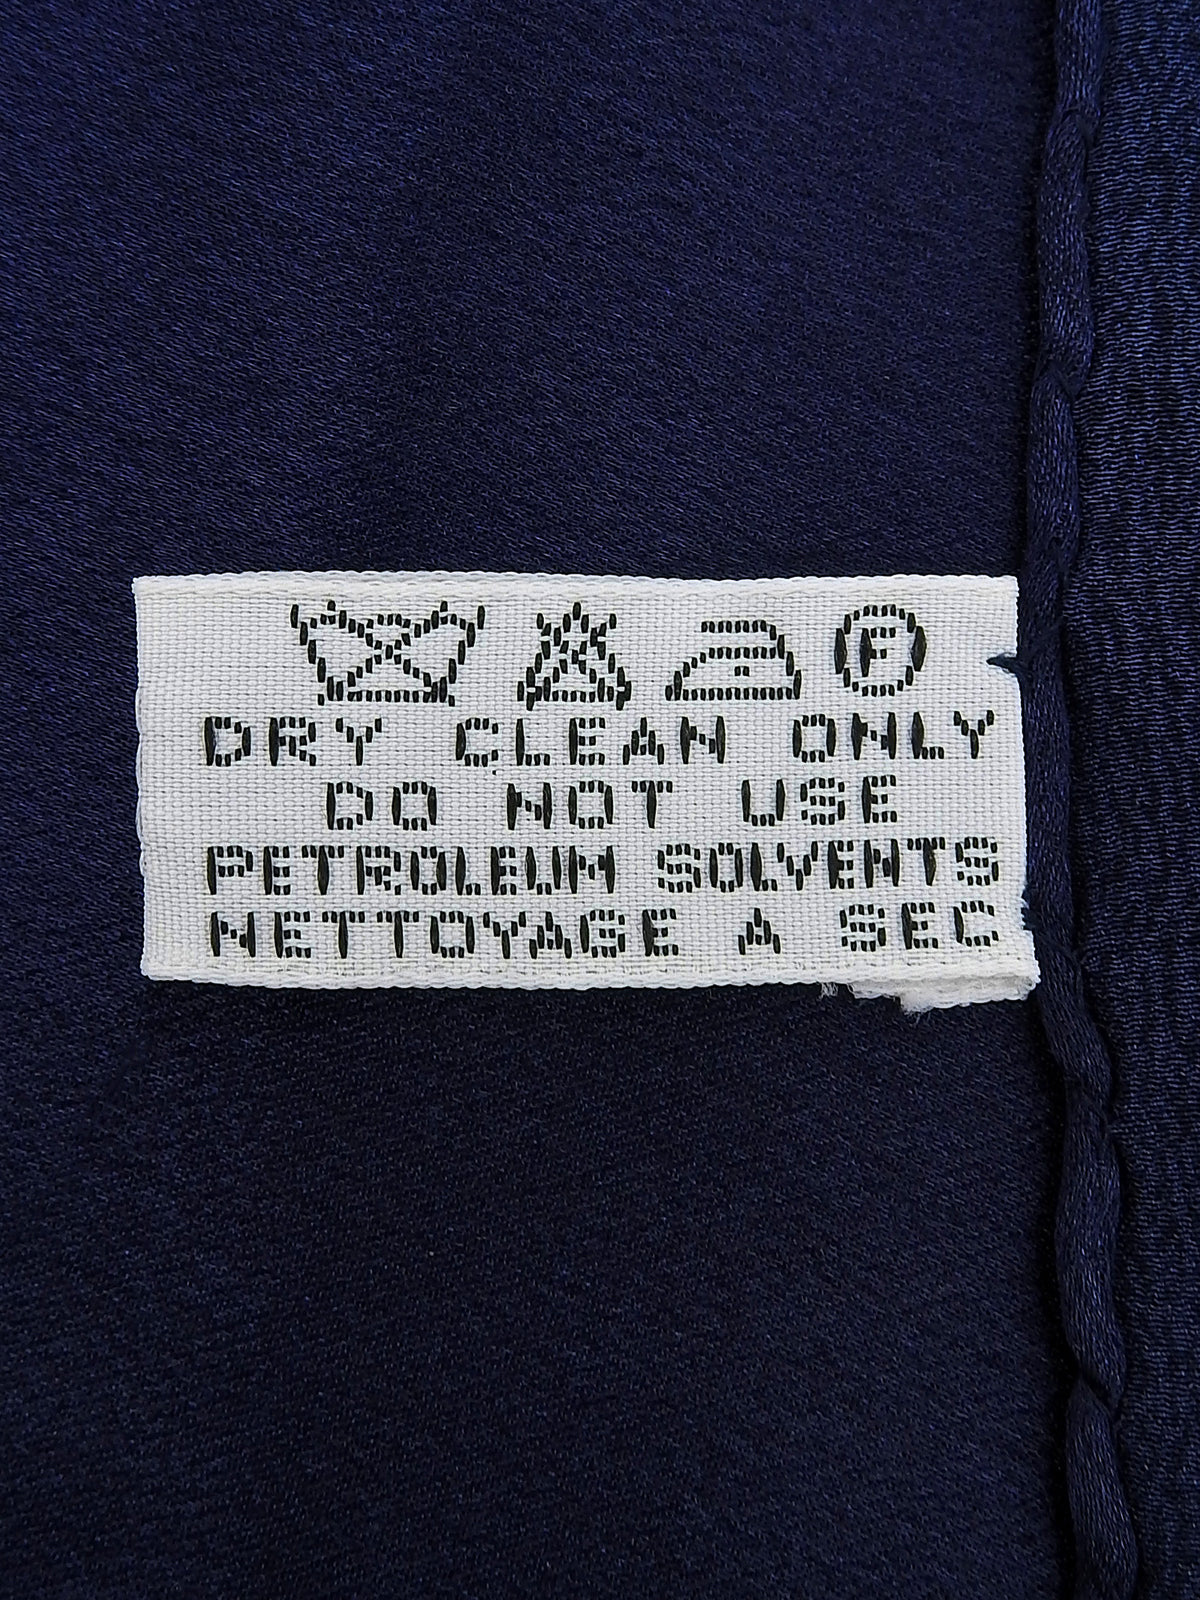 F
DRY CLEAN ONLY
DO NOT USE
PETROLEUM SOLVENTS
NETTOYAGE A SEC